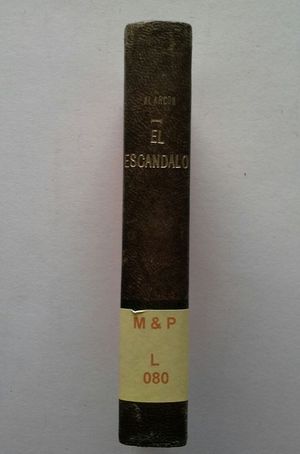 ALARCON
EL
ESCANDALO
M & P
L
080